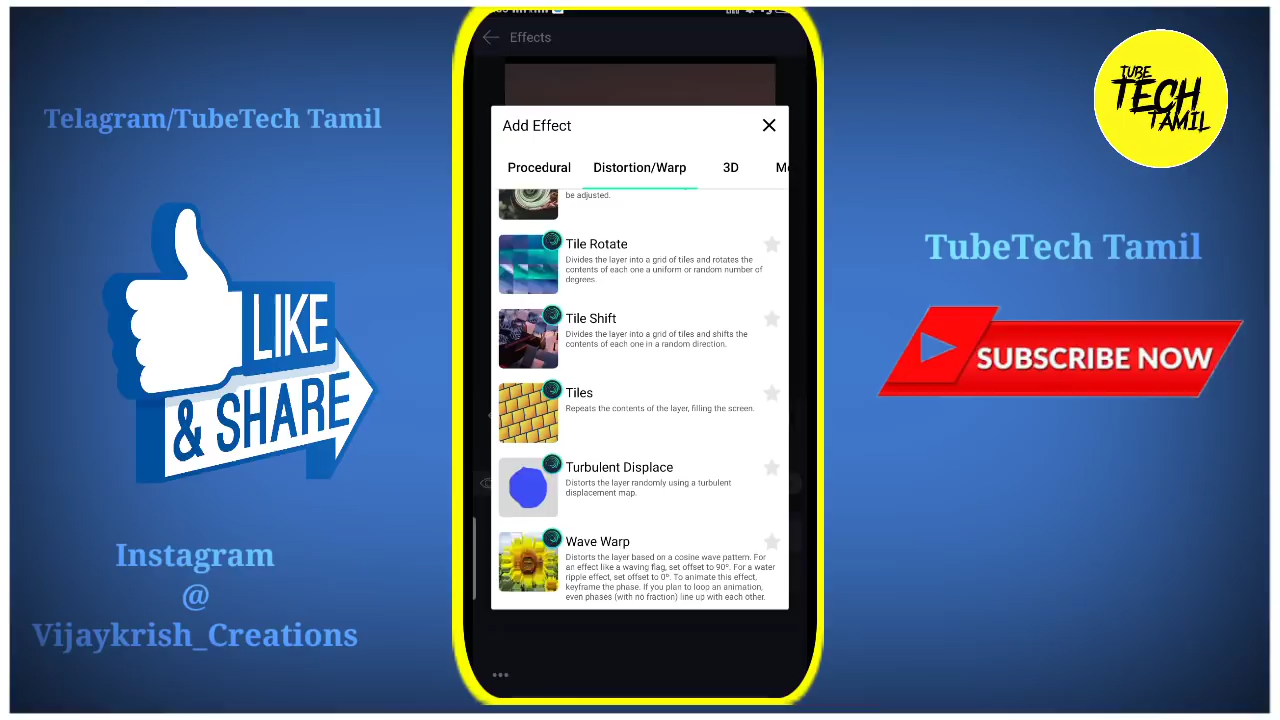 Telagram/TubeTech Tamil
LIKE
& SHARE
Instagram
@
Vijaykrish_Creations
Effects
Add Effect
Procedural
Distortion/Warp
3D
be adjusted.
Tile Rotate
Divides the layer into a grid of tiles and rotates the
contents of each one a uniform or random number of
degrees.
Tile Shift
Divides the layer into a grid of tiles and shifts the
contents of each one in a random direction.
Tiles
Repeats the contents of the layer, filling the screen.
Turbulent Displace
Distorts the layer randomly using a turbulent
displacement map.
Wave Warp
Distorts the layer based on a cosine wave pattern. For
an effect like a waving flag, set offset to 90º. For a water
ripple effect, set offset to 0º. To animate this effect,
keyframe the phase. If you plan to loop an animation,
even phases (with no fraction) line up with each other.
TUBE
TECH
TAMIL
TubeTech Tamil
SUBSCRIBE NOW